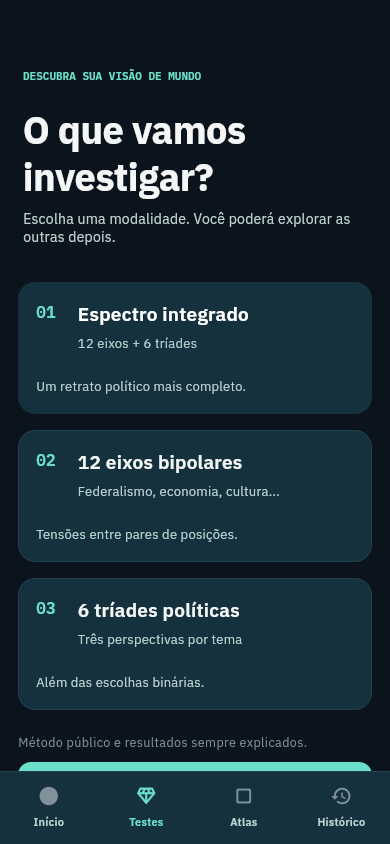 DESCUBRA SUA VISÃO DE MUNDO
O que vamos
investigar?
Escolha uma modalidade. Você poderá explorar as
outras depois.
01 Espectro integrado
12 eixos + 6 tríades
Um retrato político mais completo.
02 12 eixos bipolares
Federalismo, economia, cultura...
Tensões entre pares de posições.
03 6 tríades políticas
Três perspectivas por tema
Além das escolhas binárias.
Método público e resultados sempre explicados.
Início Testes Atlas Histórico